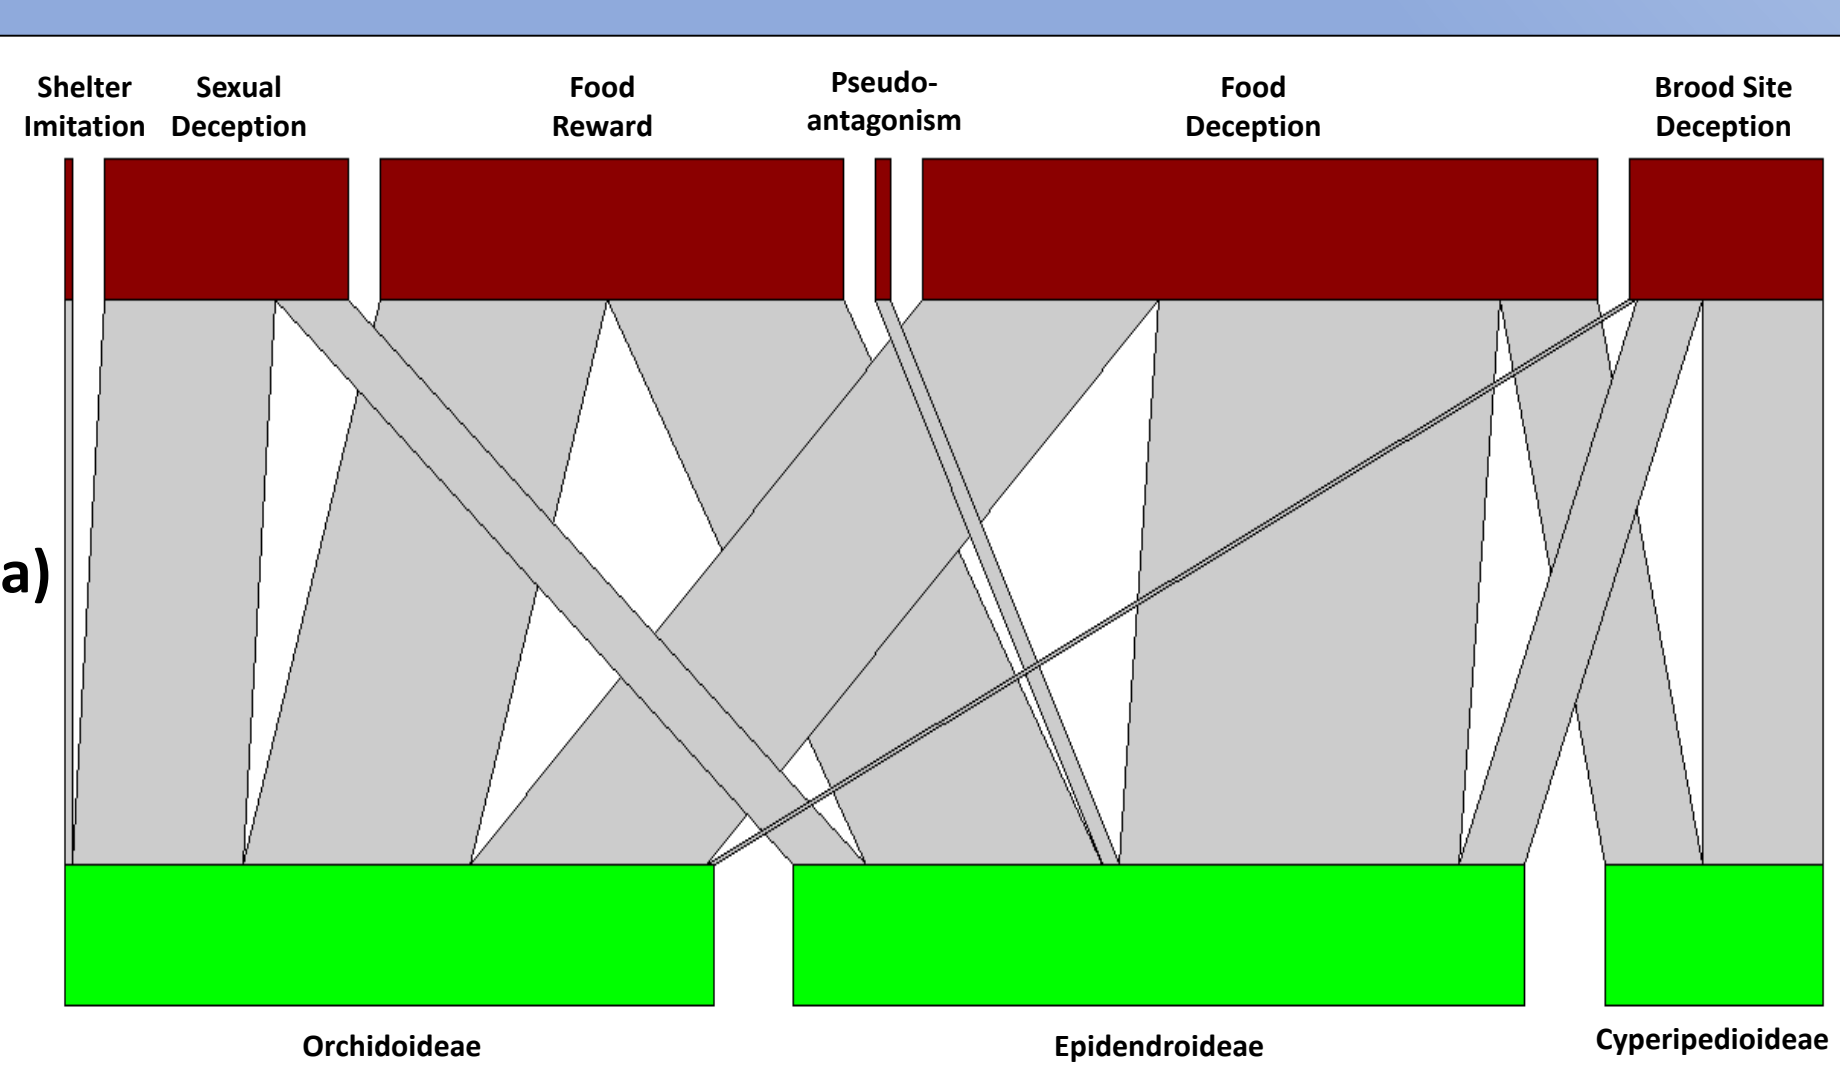 Shelter
Imitation
Sexual
Deception
Food
Reward
Pseudo-
antagonism
Food
Deception
Brood Site
Deception
a)
Orchidoideae
Epidendroideae
Cyperipedioideae